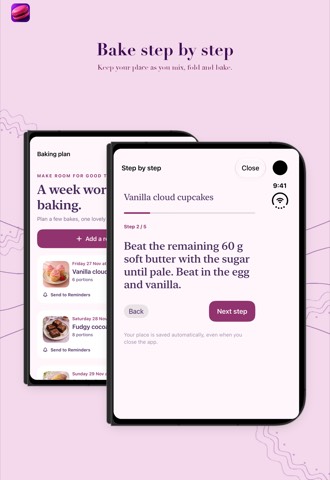 Bake step by step
Keep your place as you mix, fold and bake.
Baking plan
MAKE ROOM FOR GOOD T
A week wor
baking.
Plan a few bakes, one lovely
+ Add a r
Friday 27 Nov at
Vanilla clou
6 portions
Send to Reminders
Saturday 28 Nov
Fudgy coco
8 portions
Send to Reminders
Sunday 29 Nov
Step by step
Close
9:41
Vanilla cloud cupcakes
Step 2 / 5
Beat the remaining 60 g
soft butter with the sugar
until pale. Beat in the egg
and vanilla.
Back
Next step
Your place is saved automatically, even when you
close the app.